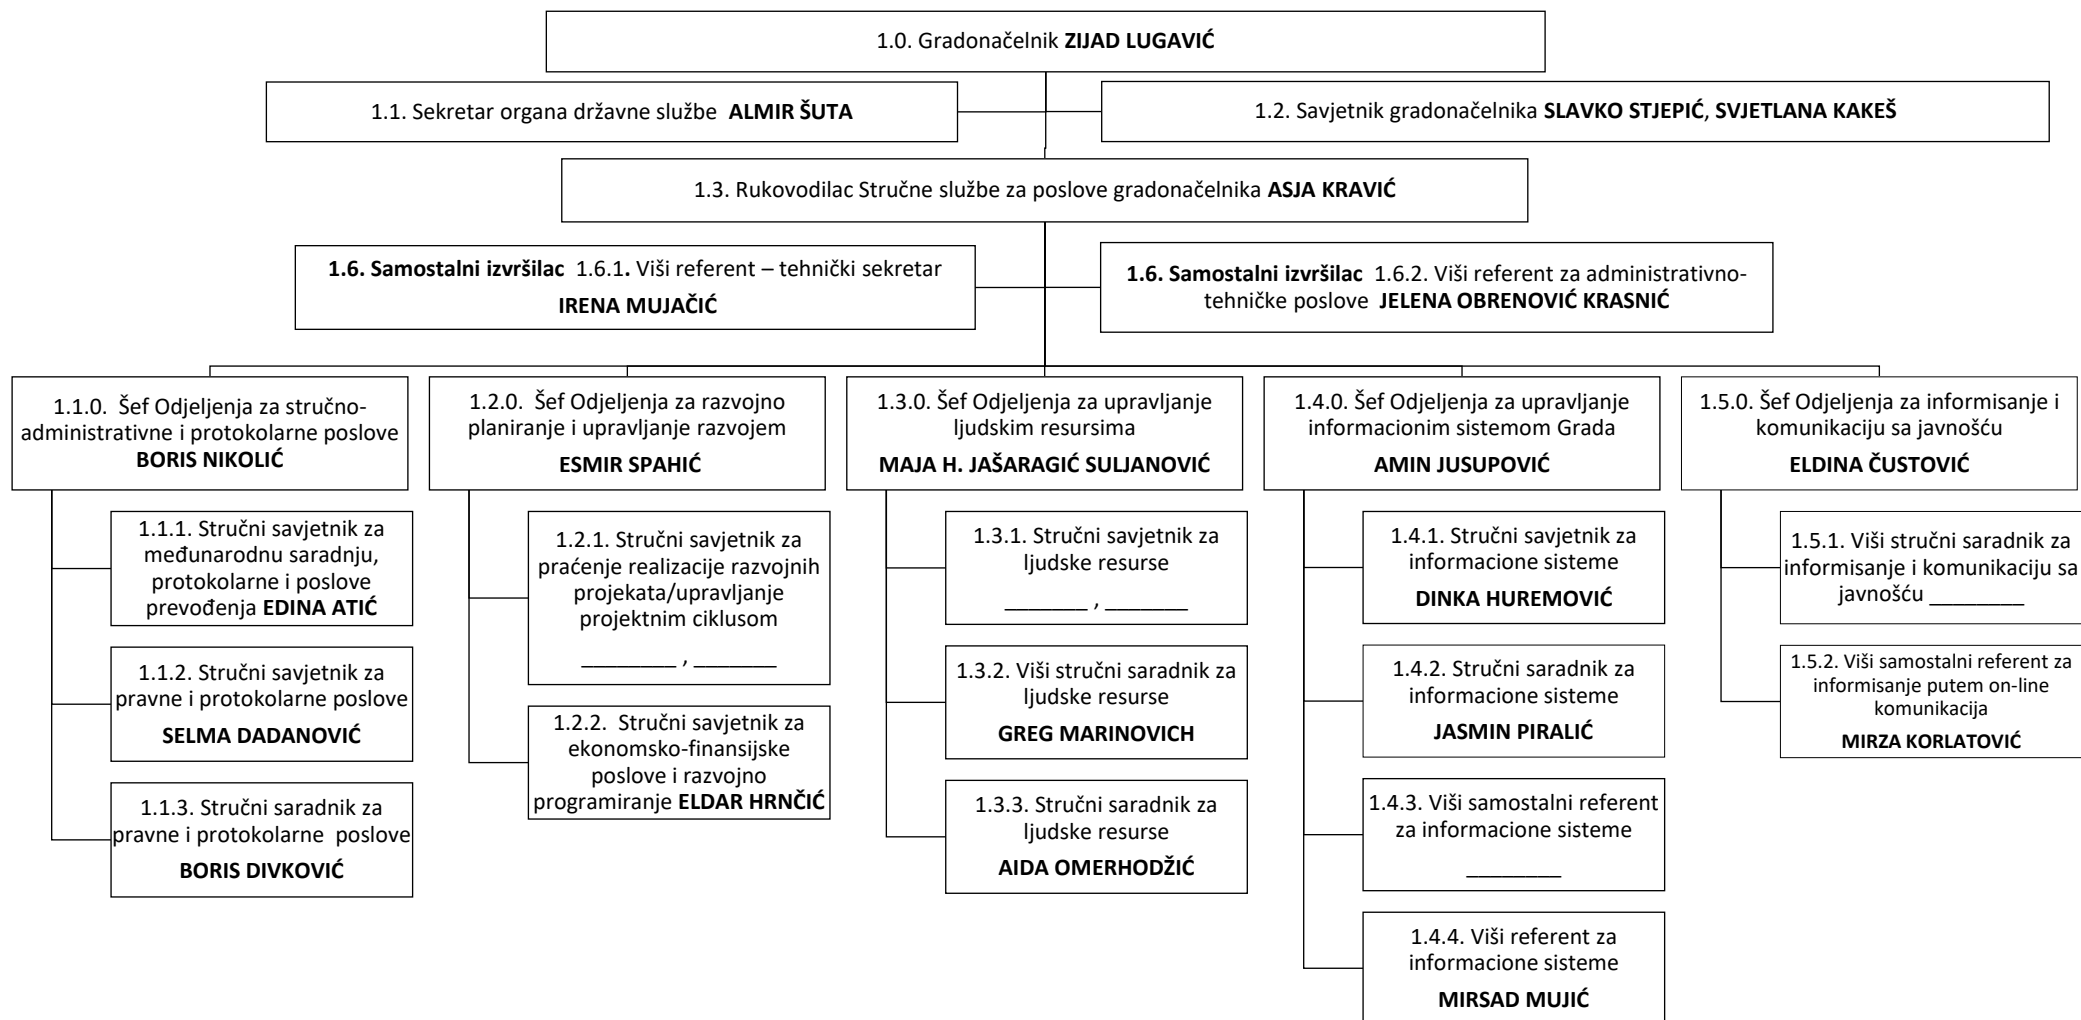 1.0. Gradonačelnik ZIJAD LUGAVIĆ
1.1. Sekretar organa državne službe ALMIR ŠUTA
1.2. Savjetnik gradonačelnika SLAVKO STJEPIĆ, SVJETLANA KAKEŠ
1.3. Rukovodilac Stručne službe za poslove gradonačelnika ASJA KRAVIĆ
1.6. Samostalni izvršilac 1.6.1. Viši referent – tehnički sekretar
IRENA MUJAČIĆ
1.6. Samostalni izvršilac 1.6.2. Viši referent za administrativno-
tehničke poslove JELENA OBRENOVIĆ KRASNIĆ
1.1.0. Šef Odjeljenja za stručno-
administrativne i protokolarne poslove
BORIS NIKOLIĆ
1.1.1. Stručni savjetnik za
međunarodnu saradnju,
protokolarne i poslove
prevođenja EDINA ATIĆ
1.1.2. Stručni savjetnik za
pravne i protokolarne poslove
SELMA DADANOVIĆ
1.1.3. Stručni saradnik za
pravne i protokolarne poslove
BORIS DIVKOVIĆ
1.2.0. Šef Odjeljenja za razvojno
planiranje i upravljanje razvojem
ESMIR SPAHIĆ
1.2.1. Stručni savjetnik za
praćenje realizacije razvojnih
projekata/upravljanje
projektnim ciklusom
________ , _______
1.2.2. Stručni savjetnik za
ekonomsko-finansijske
poslove i razvojno
programiranje ELDAR HRNČIĆ
1.3.0. Šef Odjeljenja za upravljanje
ljudskim resursima
MAJA H. JAŠARAGIĆ SULJANOVIĆ
1.3.1. Stručni savjetnik za
ljudske resurse
_______ , _______
1.3.2. Viši stručni saradnik za
ljudske resurse
GREG MARINOVICH
1.3.3. Stručni saradnik za
ljudske resurse
AIDA OMERHODŽIĆ
1.4.0. Šef Odjeljenja za upravljanje
informacionim sistemom Grada
AMIN JUSUPOVIĆ
1.4.1. Stručni savjetnik za
informacione sisteme
DINKA HUREMOVIĆ
1.4.2. Stručni saradnik za
informacione sisteme
JASMIN PIRALIĆ
1.4.3. Viši samostalni referent
za informacione sisteme
________
1.4.4. Viši referent za
informacione sisteme
MIRSAD MUJIĆ
1.5.0. Šef Odjeljenja za informisanje i
komunikaciju sa javnošću
ELDINA ČUSTOVIĆ
1.5.1. Viši stručni saradnik za
informisanje i komunikaciju sa
javnošću ________
1.5.2. Viši samostalni referent za
informisanje putem on-line
komunikacija
MIRZA KORLATOVIĆ